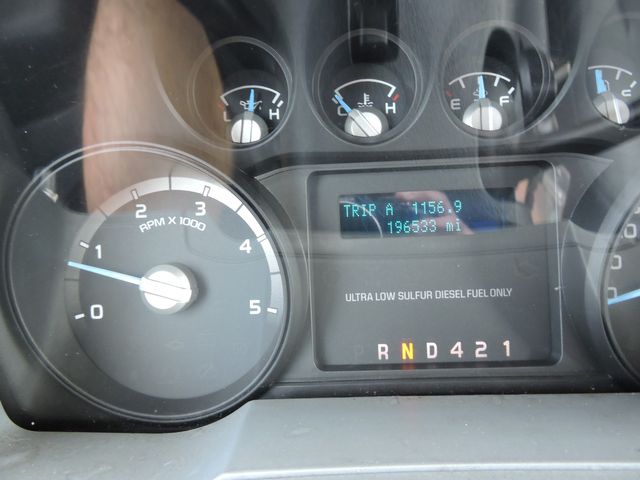 L H
C H
E F
2 3
RPM X 1000
1 4
0 5
TRIP A 1156.9
196533 mi
ULTRA LOW SULFUR DIESEL FUEL ONLY
P R N D 4 2 1